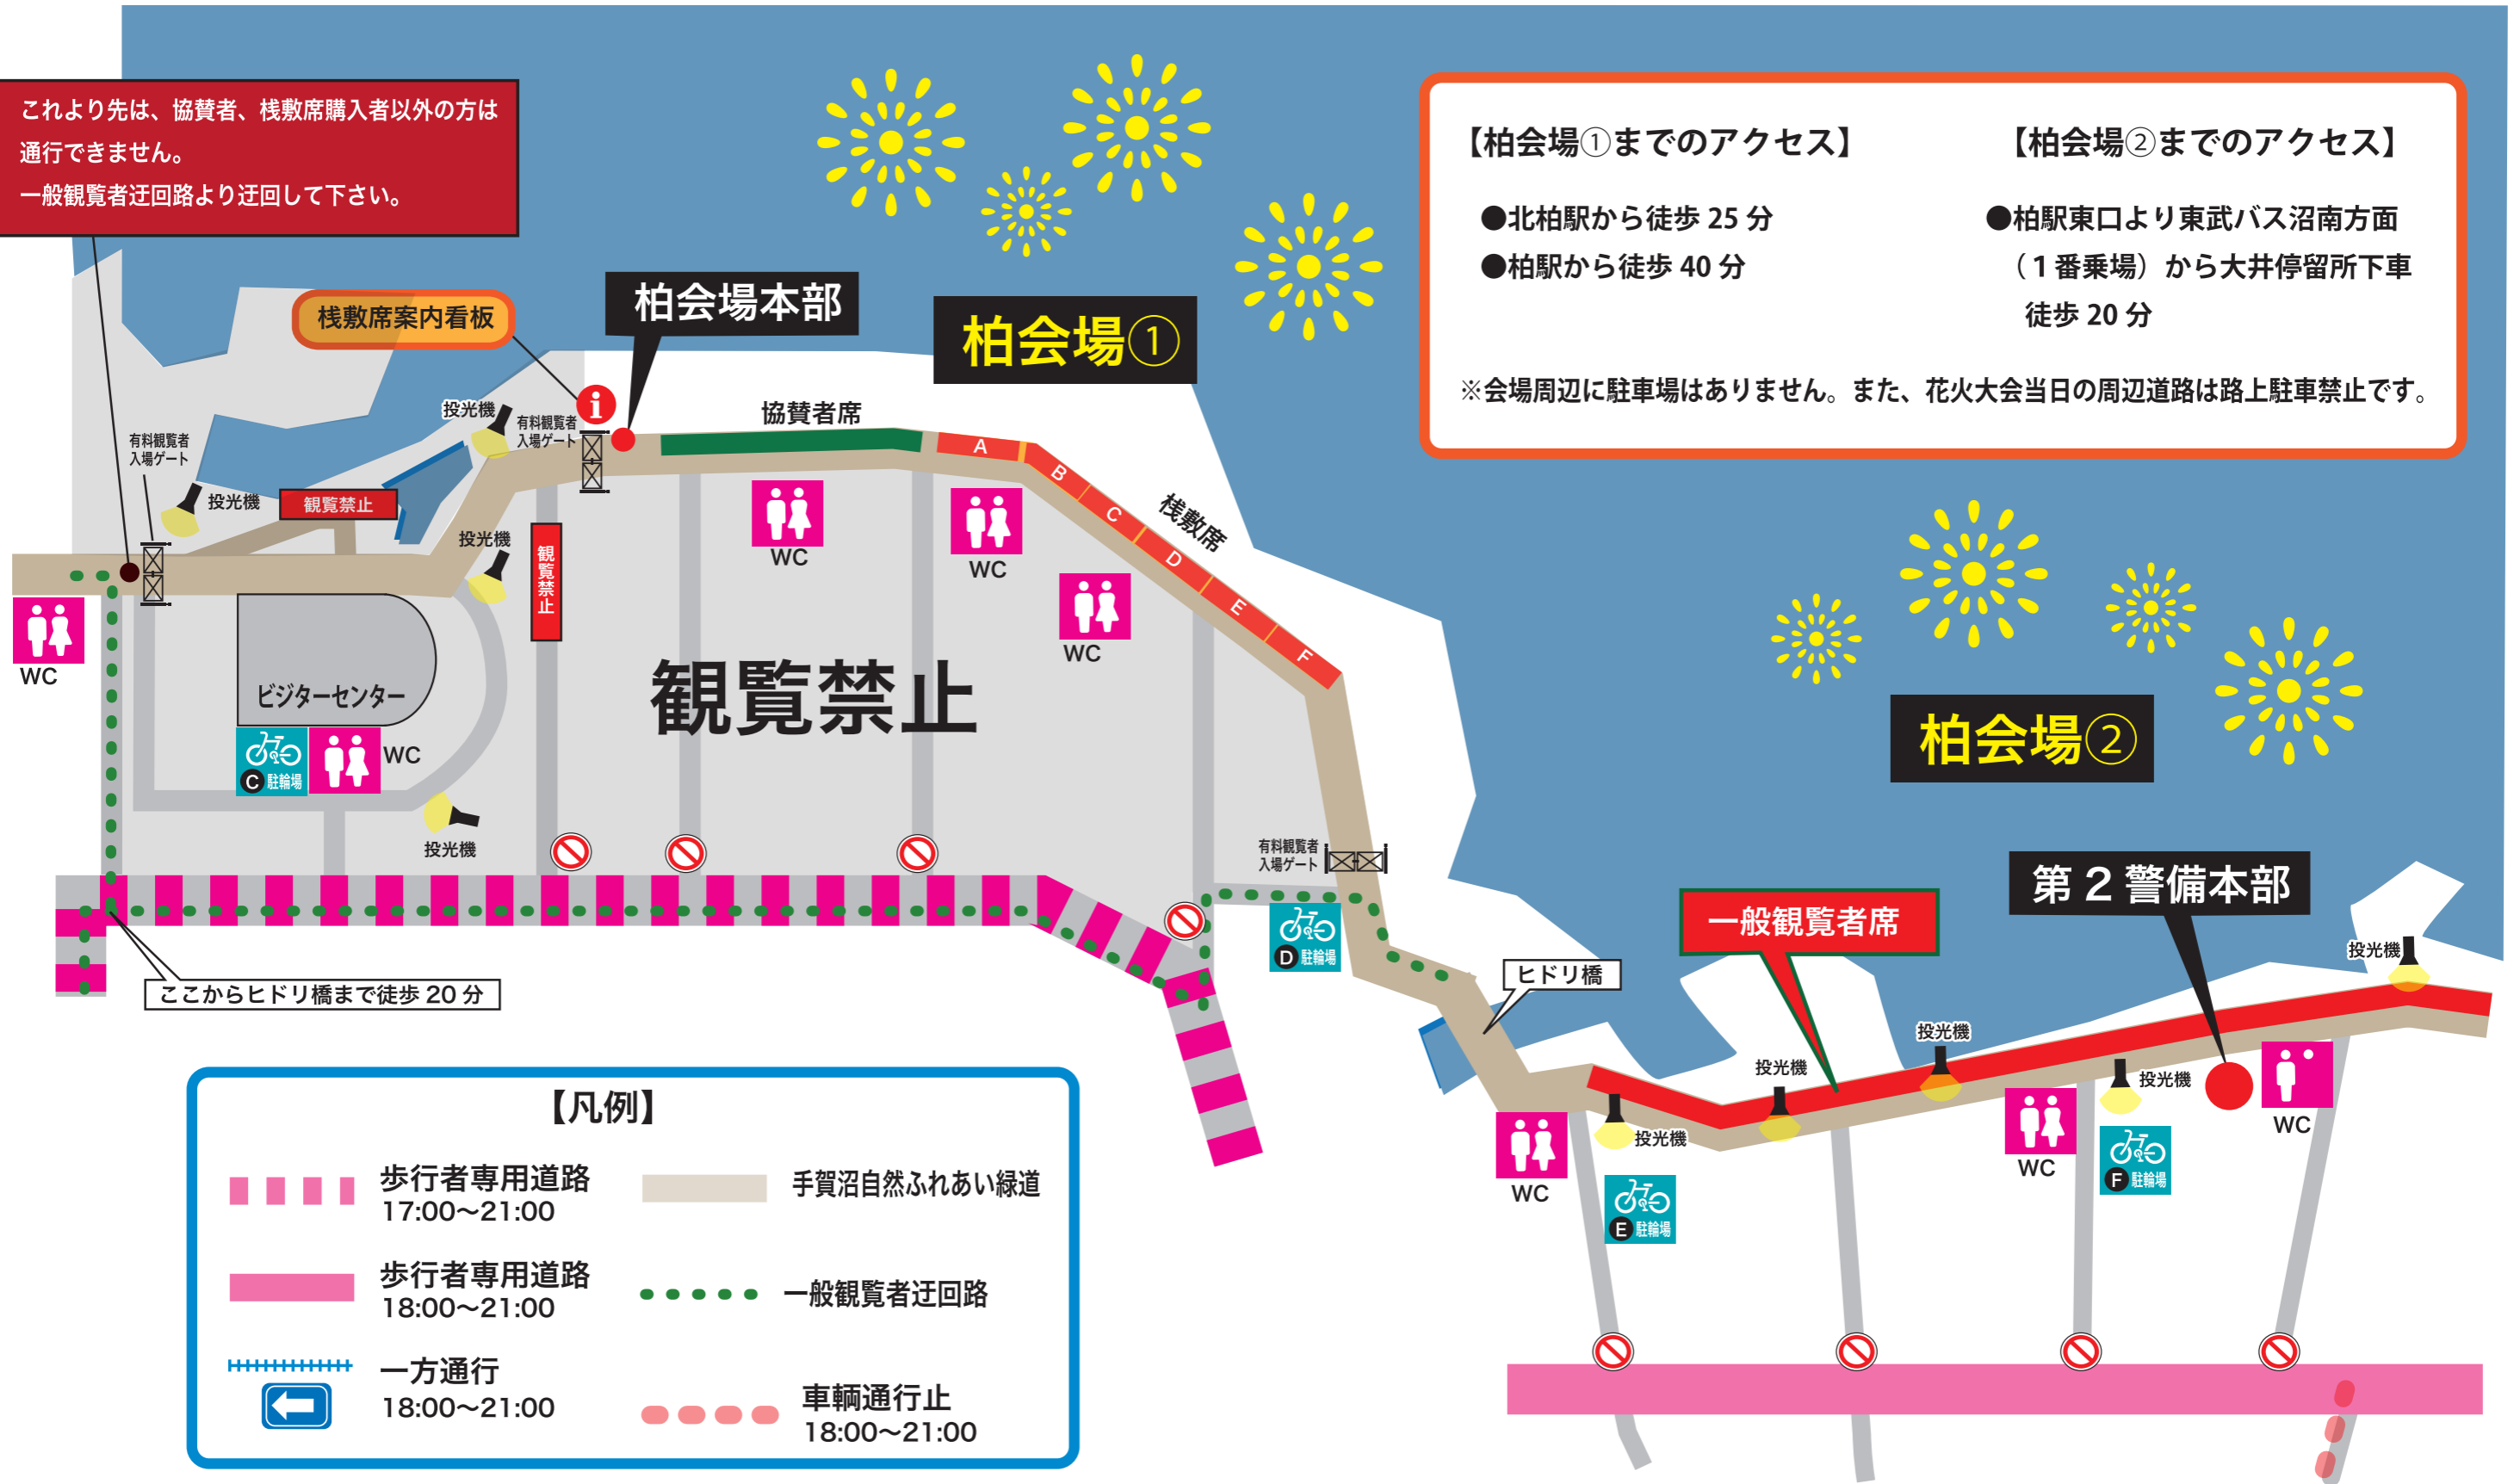 これより先は、協賛者、桟敷席購入者以外の方は
通行できません。
一般観覧者迂回路より迂回して下さい。
【柏会場①までのアクセス】
●北柏駅から徒歩 25 分
●柏駅から徒歩 40 分
【柏会場②までのアクセス】
●柏駅東口より東武バス沼南方面
（１番乗場）から大井停留所下車
徒歩 20 分
※会場周辺に駐車場はありません。また、花火大会当日の周辺道路は路上駐車禁止です。
桟敷席案内看板
柏会場本部
柏会場①
協賛者席
投光機
有料観覧者
入場ゲート
有料観覧者
入場ゲート
投光機
観覧禁止
投光機
観覧禁止
A
B
C
D
E
F
桟敷席
WC
WC
WC
WC
ビジターセンター
観覧禁止
C 駐輪場
WC
投光機
柏会場②
有料観覧者
入場ゲート
D 駐輪場
ここからヒドリ橋まで徒歩 20 分
ヒドリ橋
一般観覧者席
第２警備本部
投光機
投光機
投光機
投光機
投光機
WC
WC
WC
E 駐輪場
F 駐輪場
【凡例】
歩行者専用道路
17:00～21:00
歩行者専用道路
18:00～21:00
一方通行
18:00～21:00
手賀沼自然ふれあい緑道
一般観覧者迂回路
車輌通行止
18:00～21:00